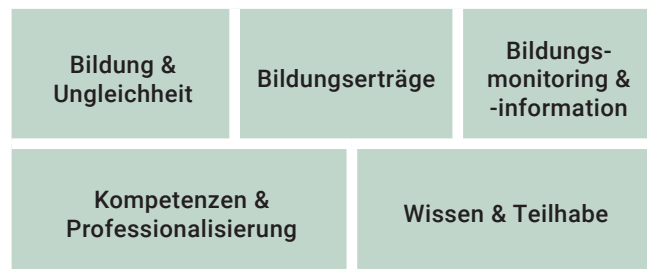 Bildung &
Ungleichheit
Bildungserträge
Bildungs-
monitoring &
-information
Kompetenzen &
Professionalisierung
Wissen & Teilhabe